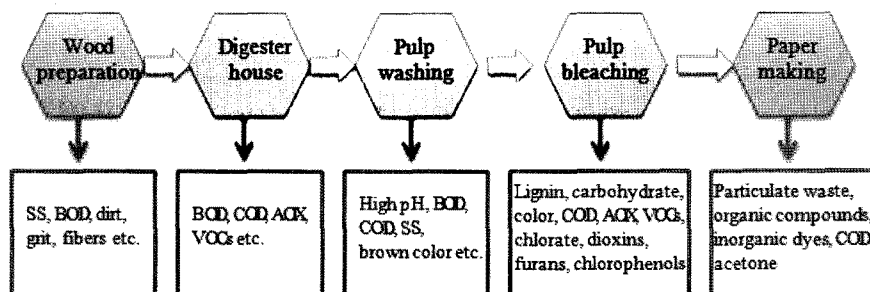 Wood
preparation
Digester
house
Pulp
washing
Pulp
bleaching
Paper
making
SS, BOD, dirt,
grit, fibers etc.
BOD, COD, AOX,
VOCs etc.
High pH, BOD,
COD, SS,
brown color etc.
Lignin, carbohydrate,
color, COD, AOX, VOCs,
chlorate, dioxins,
furans, chlorophenols
Particulate waste,
organic compounds,
inorganic dyes, COD,
acetone